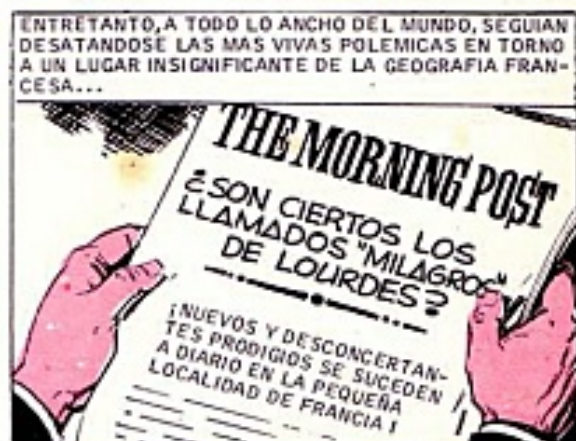 ENTRETANTO, A TODO LO ANCHO DEL MUNDO, SEGUIAN
DESATANDOSE LAS MAS VIVAS POLEMICAS EN TORNO
A UN LUGAR INSIGNIFICANTE DE LA GEOGRAFIA FRAN-
CESA...
THE MORNING POST
¿SON CIERTOS LOS
LLAMADOS "MILAGROS"
DE LOURDES?
¡NUEVOS Y DESCONCERTAN-
TES PRODIGIOS SE SUCEDEN
A DIARIO EN LA PEQUEÑA
LOCALIDAD DE FRANCIA!